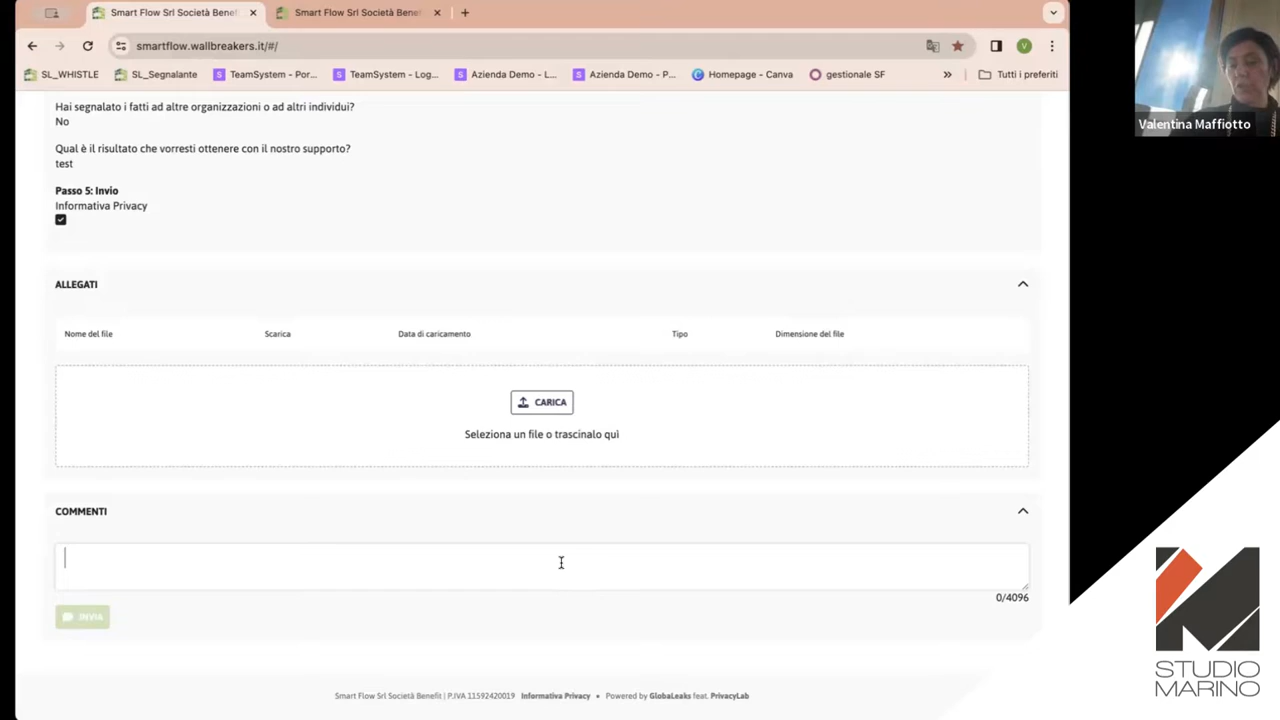 Smart Flow Srl Società Benef
Smart Flow Srl Società Benef
smartflow.wallbreakers.it/#/
SL_WHISTLE
SL_Segnalante
TeamSystem - Por...
TeamSystem - Log...
Azienda Demo - L...
Azienda Demo - P...
Homepage - Canva
gestionale SF
Tutti i preferiti
Valentina Maffiotto
Hai segnalato i fatti ad altre organizzazioni o ad altri individui?
No
Qual è il risultato che vorresti ottenere con il nostro supporto?
test
Passo 5: Invio
Informativa Privacy
ALLEGATI
Nome del file Scarica Data di caricamento Tipo Dimensione del file
CARICA
Seleziona un file o trascinalo quì
COMMENTI
0/4096
INVIA
Smart Flow Srl Società Benefit | P.IVA 11592420019 Informativa Privacy • Powered by GlobaLeaks feat. PrivacyLab
STUDIO
MARINO